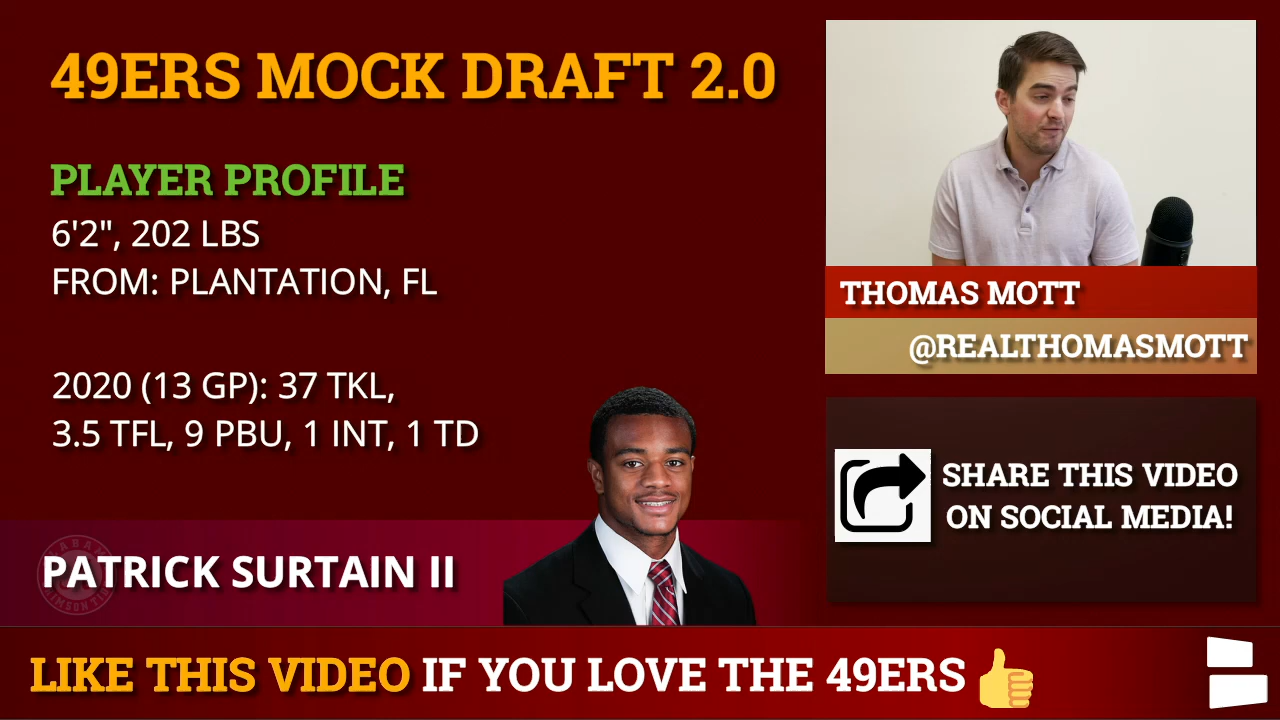 49ERS MOCK DRAFT 2.0
PLAYER PROFILE
6'2", 202 LBS
FROM: PLANTATION, FL
2020 (13 GP): 37 TKL,
3.5 TFL, 9 PBU, 1 INT, 1 TD
PATRICK SURTAIN II
THOMAS MOTT
@REALTHOMASMOTT
SHARE THIS VIDEO
ON SOCIAL MEDIA!
LIKE THIS VIDEO IF YOU LOVE THE 49ERS